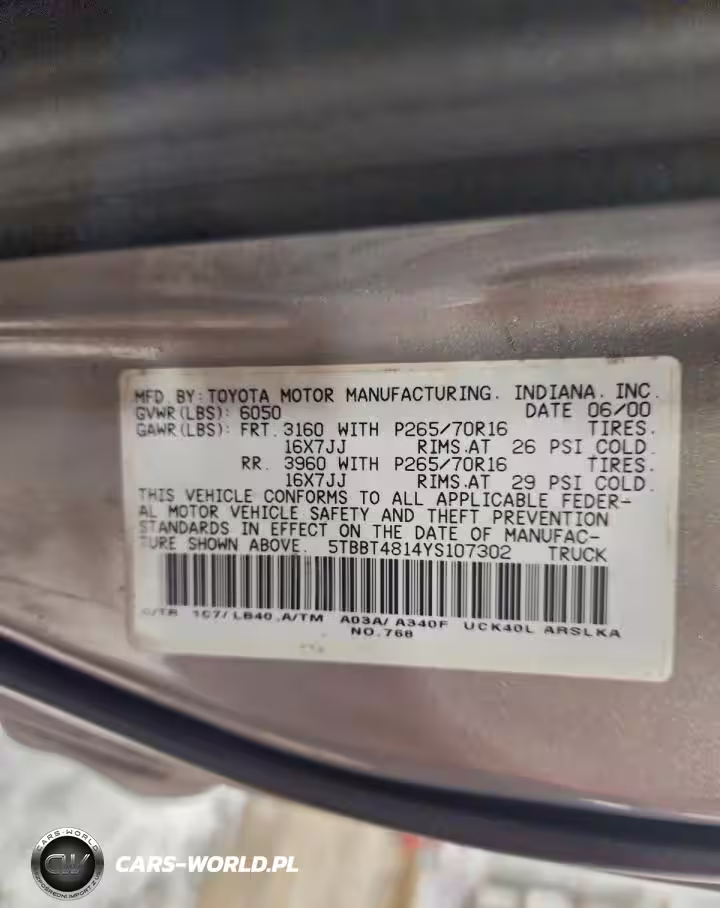 MFD. BY: TOYOTA MOTOR MANUFACTURING. INDIANA. INC.
GVWR(LBS): 6050 DATE 06/00
GAWR(LBS): FRT. 3160 WITH P265/70R16 TIRES.
16X7JJ RIMS.AT 26 PSI COLD.
RR. 3960 WITH P265/70R16 TIRES.
16X7JJ RIMS.AT 29 PSI COLD.
THIS VEHICLE CONFORMS TO ALL APPLICABLE FEDER-
AL MOTOR VEHICLE SAFETY AND THEFT PREVENTION
STANDARDS IN EFFECT ON THE DATE OF MANUFAC-
TURE SHOWN ABOVE. 5TBBT4814YS107302 TRUCK
C/TR 1C7/LB40 A/TM A03A/A340F UCK40L ARSLKA
NO.768
CARS-WORLD
CW
CARS-WORLD.PL